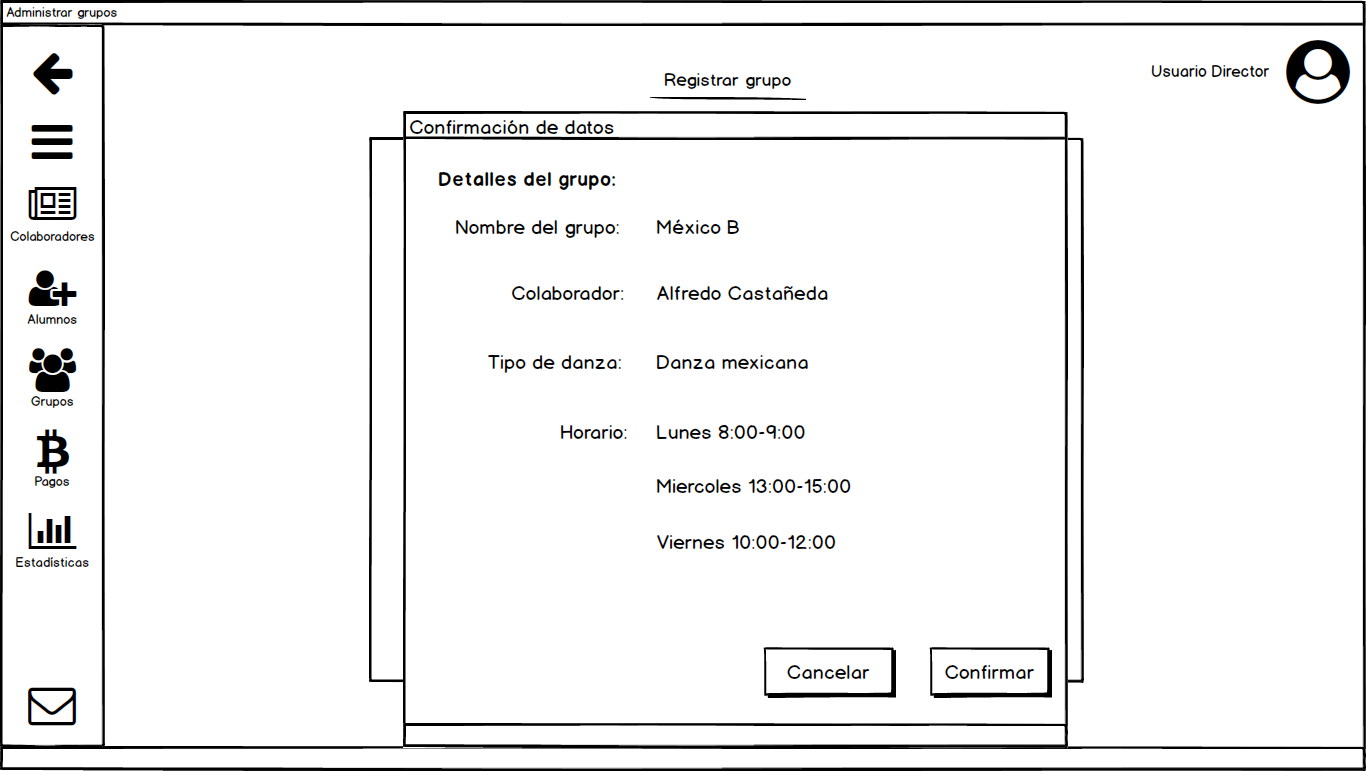 Administrar grupos
Usuario Director
Registrar grupo
Confirmación de datos
Detalles del grupo:
Nombre del grupo: México B
Colaborador: Alfredo Castañeda
Tipo de danza: Danza mexicana
Horario: Lunes 8:00-9:00
Miercoles 13:00-15:00
Viernes 10:00-12:00
Cancelar Confirmar
Colaboradores
Alumnos
Grupos
Pagos
Estadísticas